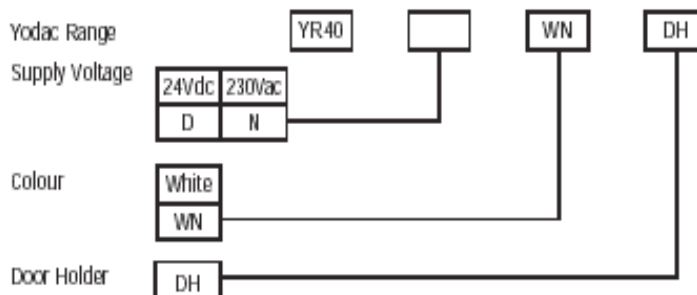 Yodac Range YR40 WN DH
Supply Voltage
24Vdc 230Vac
D N
Colour
White
WN
Door Holder DH